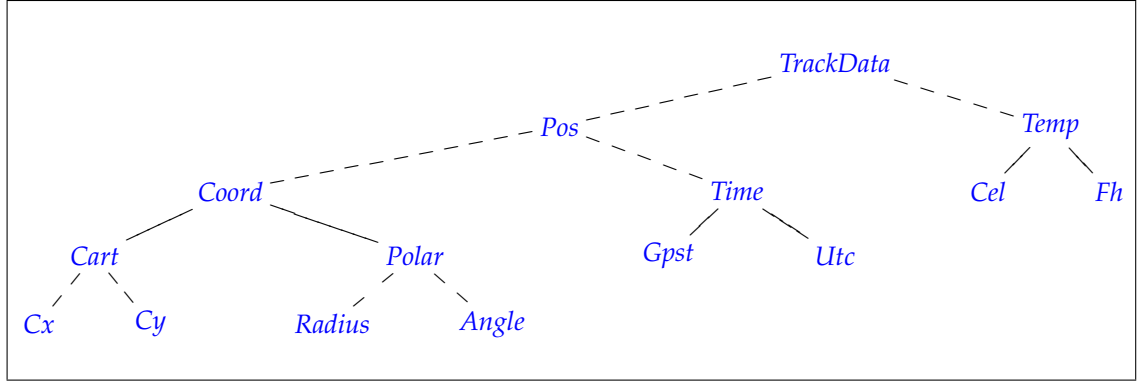 TrackData
Pos
Temp
Coord
Time
Cel
Fh
Cart
Polar
Gpst
Utc
Cx
Cy
Radius
Angle